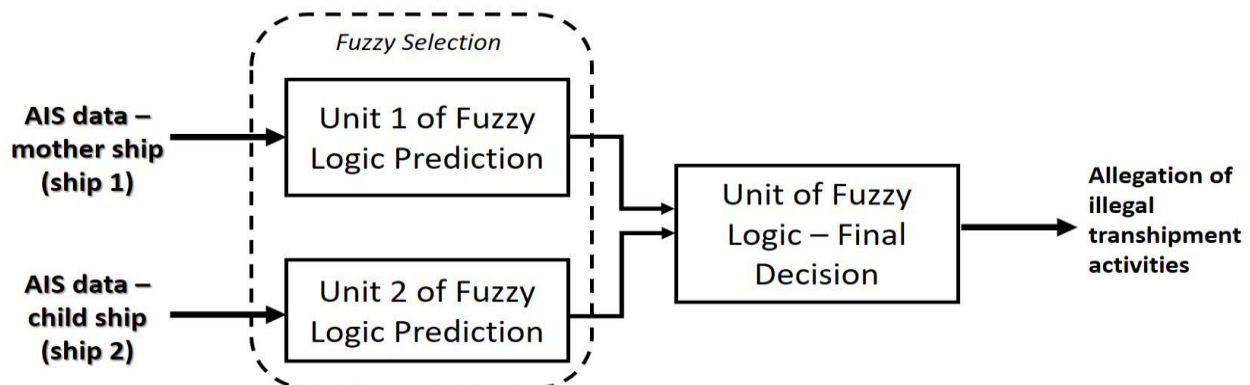 Fuzzy Selection
AIS data –
mother ship
(ship 1)
Unit 1 of Fuzzy
Logic Prediction
AIS data –
child ship
(ship 2)
Unit 2 of Fuzzy
Logic Prediction
Unit of Fuzzy
Logic – Final
Decision
Allegation of
illegal
transhipment
activities